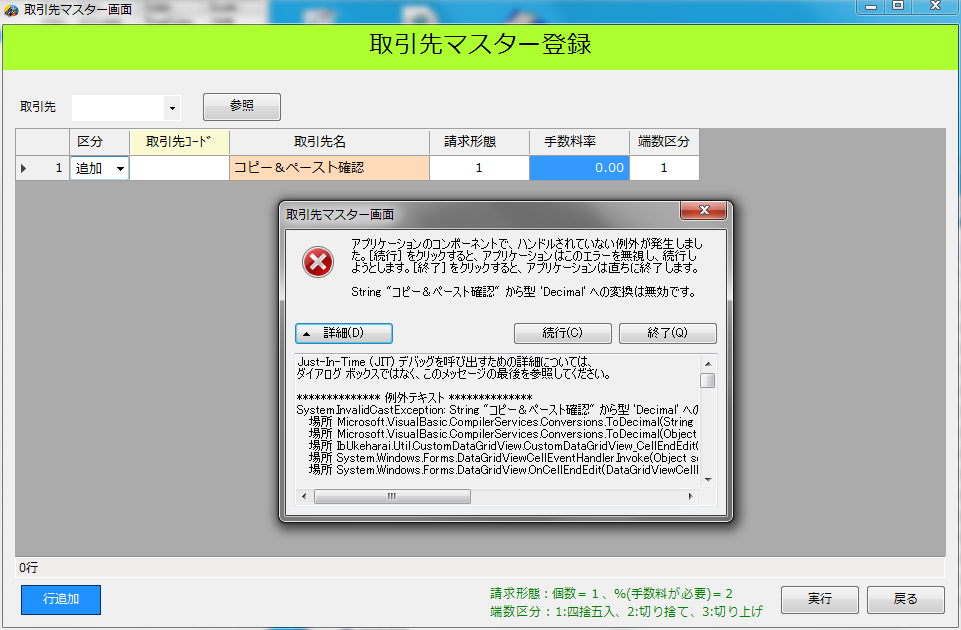 取引先マスター画面
取引先マスター登録
取引先
参照
区分 取引先ｺｰﾄﾞ 取引先名 請求形態 手数料率 端数区分
1 追加 コピー＆ペースト確認 1 0.00 1
取引先マスター画面
アプリケーションのコンポーネントで、ハンドルされていない例外が発生しまし
た。[続行] をクリックすると、アプリケーションはこのエラーを無視し、続行し
ようとします。[終了] をクリックすると、アプリケーションは直ちに終了します。
String "コピー＆ペースト確認" から型 'Decimal' への変換は無効です。
詳細(D) 続行(C) 終了(Q)
Just-In-Time (JIT) デバッグを呼び出すための詳細については、
ダイアログ ボックスではなく、このメッセージの最後を参照してください。
************** 例外テキスト **************
System.InvalidCastException: String "コピー＆ペースト確認" から型 'Decimal' への
場所 Microsoft.VisualBasic.CompilerServices.Conversions.ToDecimal(String
場所 Microsoft.VisualBasic.CompilerServices.Conversions.ToDecimal(Object
場所 IbUkeharai.Util.CustomDataGridView.CustomDataGridView_CellEndEdit(
場所 System.Windows.Forms.DataGridViewCellEventHandler.Invoke(Object s
場所 System.Windows.Forms.DataGridView.OnCellEndEdit(DataGridViewCell
0行
行追加
請求形態：個数= 1 、%(手数料が必要)= 2
端数区分：1:四捨五入、2:切り捨て、3:切り上げ
実行 戻る